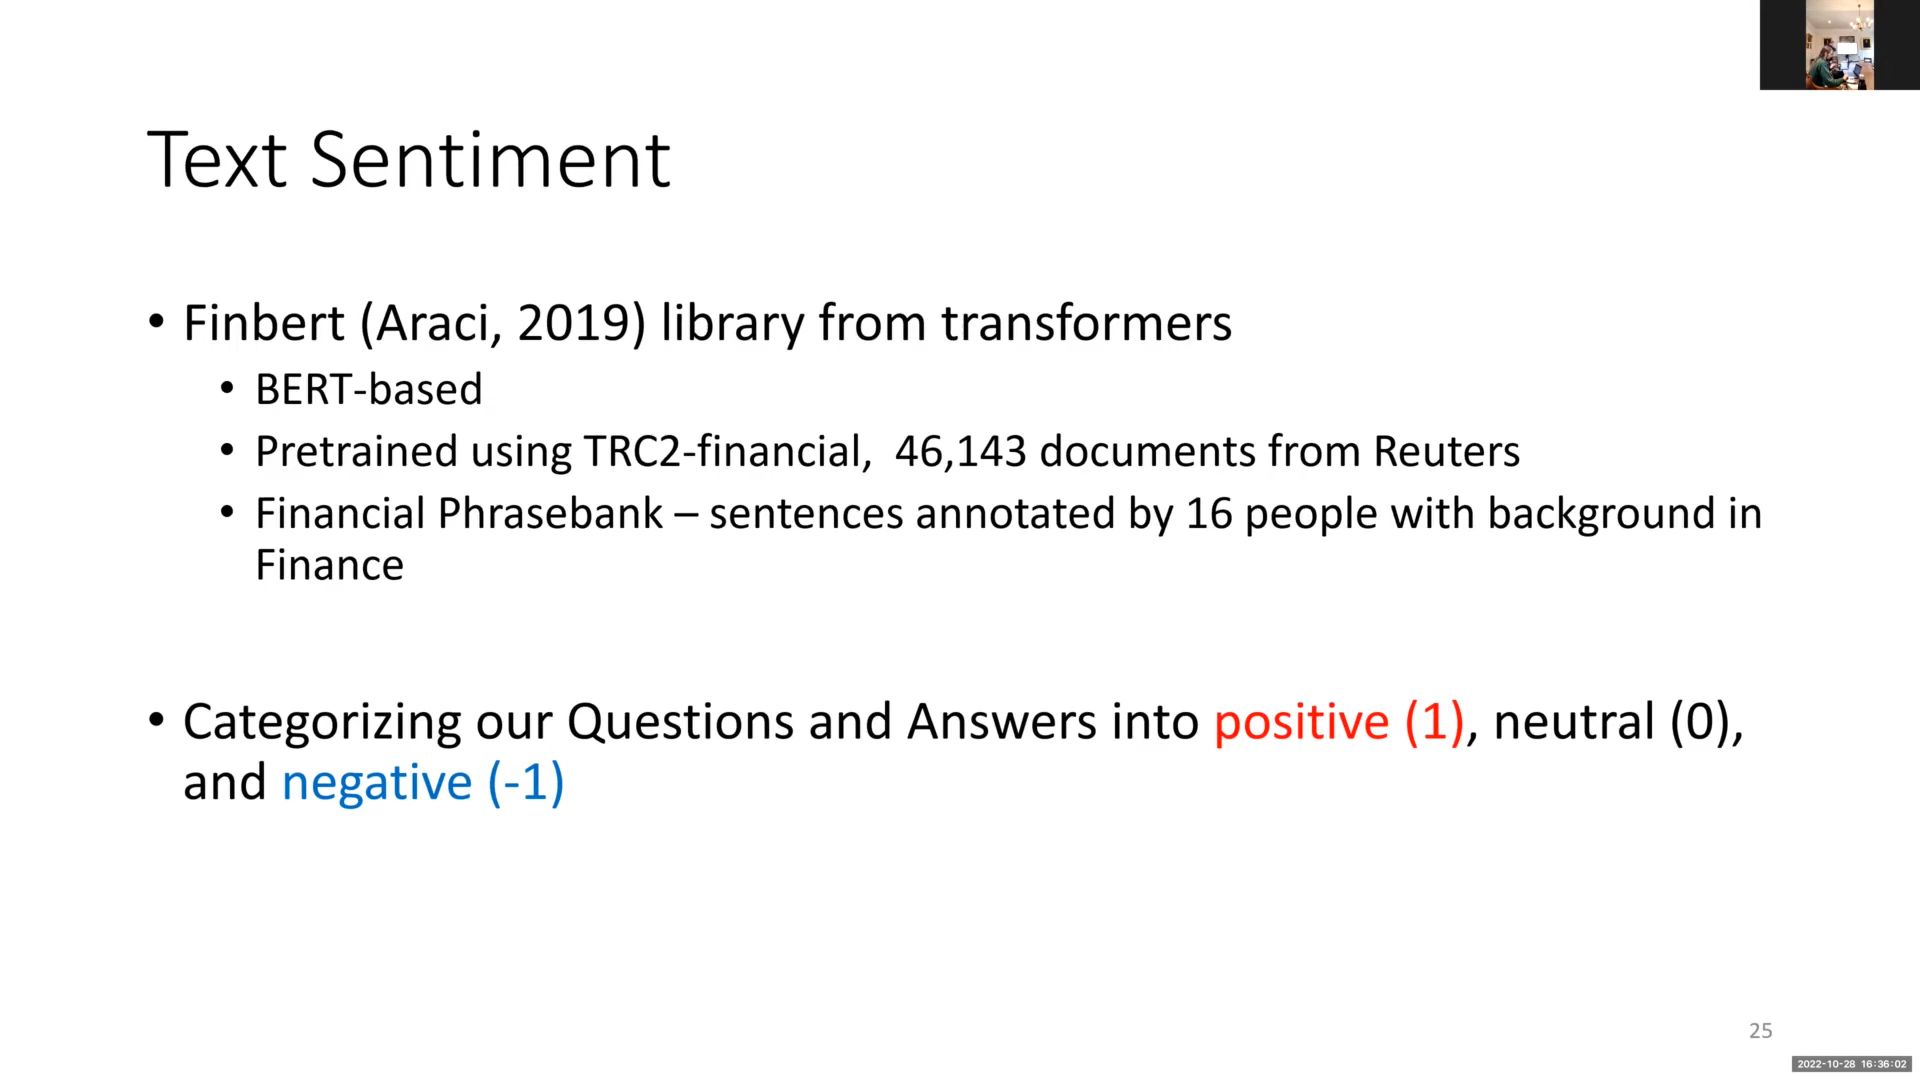 Text Sentiment
• Finbert (Araci, 2019) library from transformers
• BERT-based
• Pretrained using TRC2-financial,  46,143 documents from Reuters
• Financial Phrasebank – sentences annotated by 16 people with background in
Finance
• Categorizing our Questions and Answers into positive (1), neutral (0),
and negative (-1)
25
2022-10-28 16:36:02